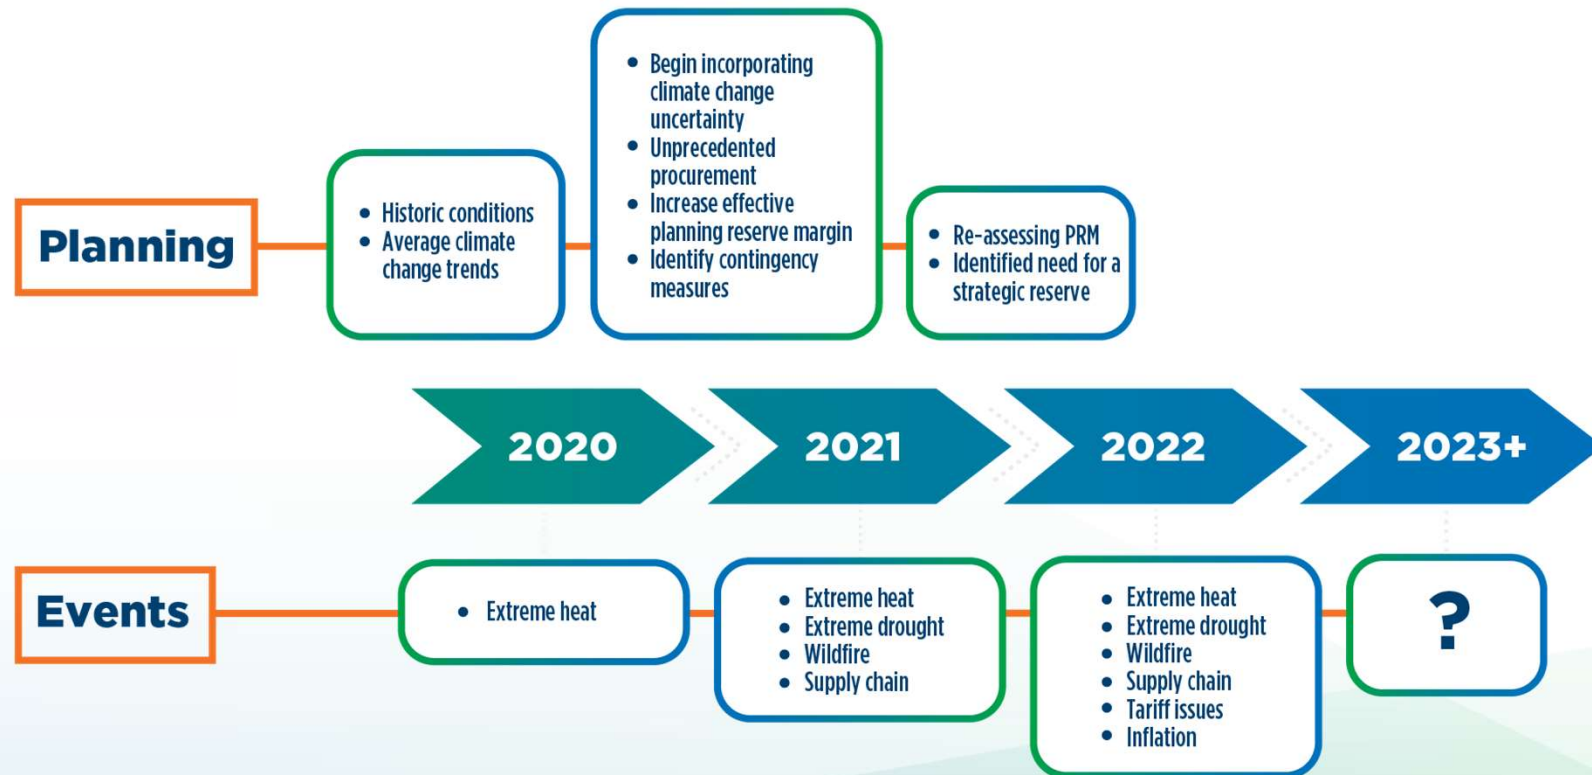 Planning
• Historic conditions
• Average climate
change trends
• Begin incorporating
climate change
uncertainty
• Unprecedented
procurement
• Increase effective
planning reserve margin
• Identify contingency
measures
• Re-assessing PRM
• Identified need for a
strategic reserve
2020
2021
2022
2023+
Events
• Extreme heat
• Extreme heat
• Extreme drought
• Wildfire
• Supply chain
• Extreme heat
• Extreme drought
• Wildfire
• Supply chain
• Tariff issues
• Inflation
?